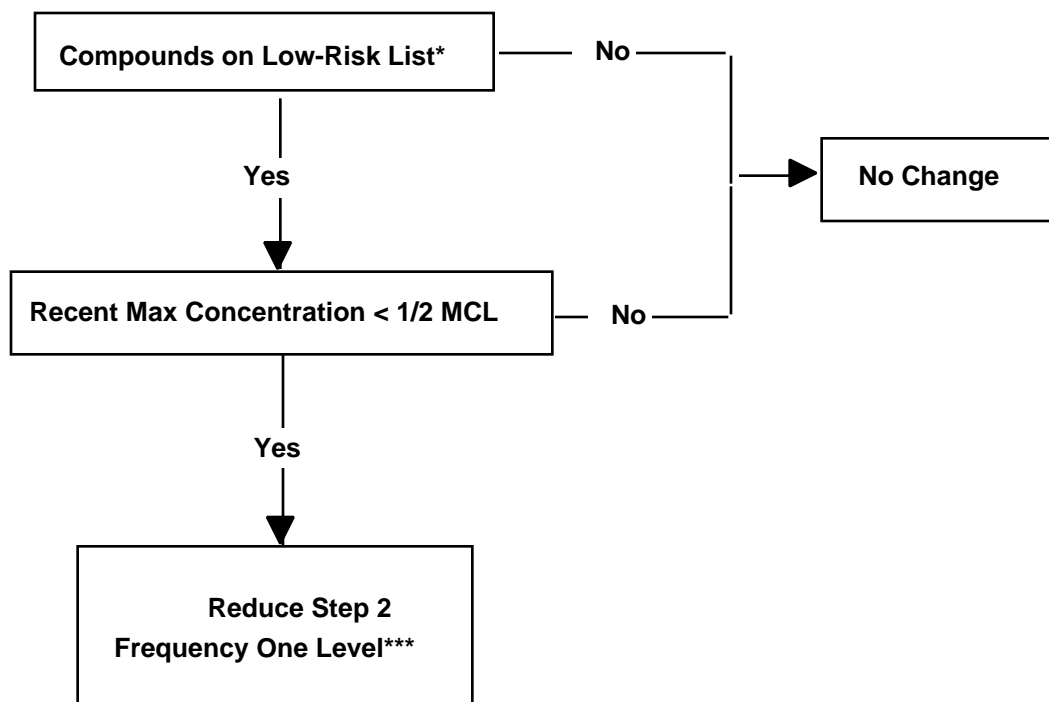 Compounds on Low-Risk List*
No
Yes
No Change
Recent Max Concentration < 1/2 MCL
No
Yes
Reduce Step 2
Frequency One Level***